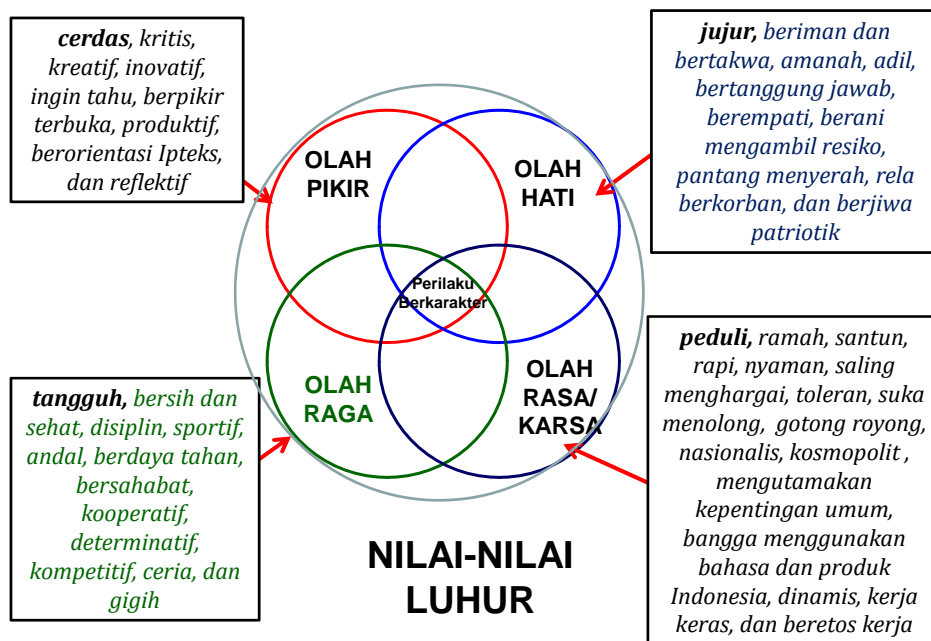 cerdas, kritis,
kreatif, inovatif,
ingin tahu, berpikir
terbuka, produktif,
berorientasi Ipteks,
dan reflektif
jujur, beriman dan
bertakwa, amanah, adil,
bertanggung jawab,
berempati, berani
mengambil resiko,
pantang menyerah, rela
berkorban, dan berjiwa
patriotik
OLAH
PIKIR
OLAH
HATI
Perilaku
Berkarakter
OLAH
RAGA
OLAH
RASA/
KARSA
tangguh, bersih dan
sehat, disiplin, sportif,
andal, berdaya tahan,
bersahabat,
kooperatif,
determinatif,
kompetitif, ceria, dan
gigih
peduli, ramah, santun,
rapi, nyaman, saling
menghargai, toleran, suka
menolong, gotong royong,
nasionalis, kosmopolit ,
mengutamakan
kepentingan umum,
bangga menggunakan
bahasa dan produk
Indonesia, dinamis, kerja
keras, dan beretos kerja
NILAI-NILAI
LUHUR